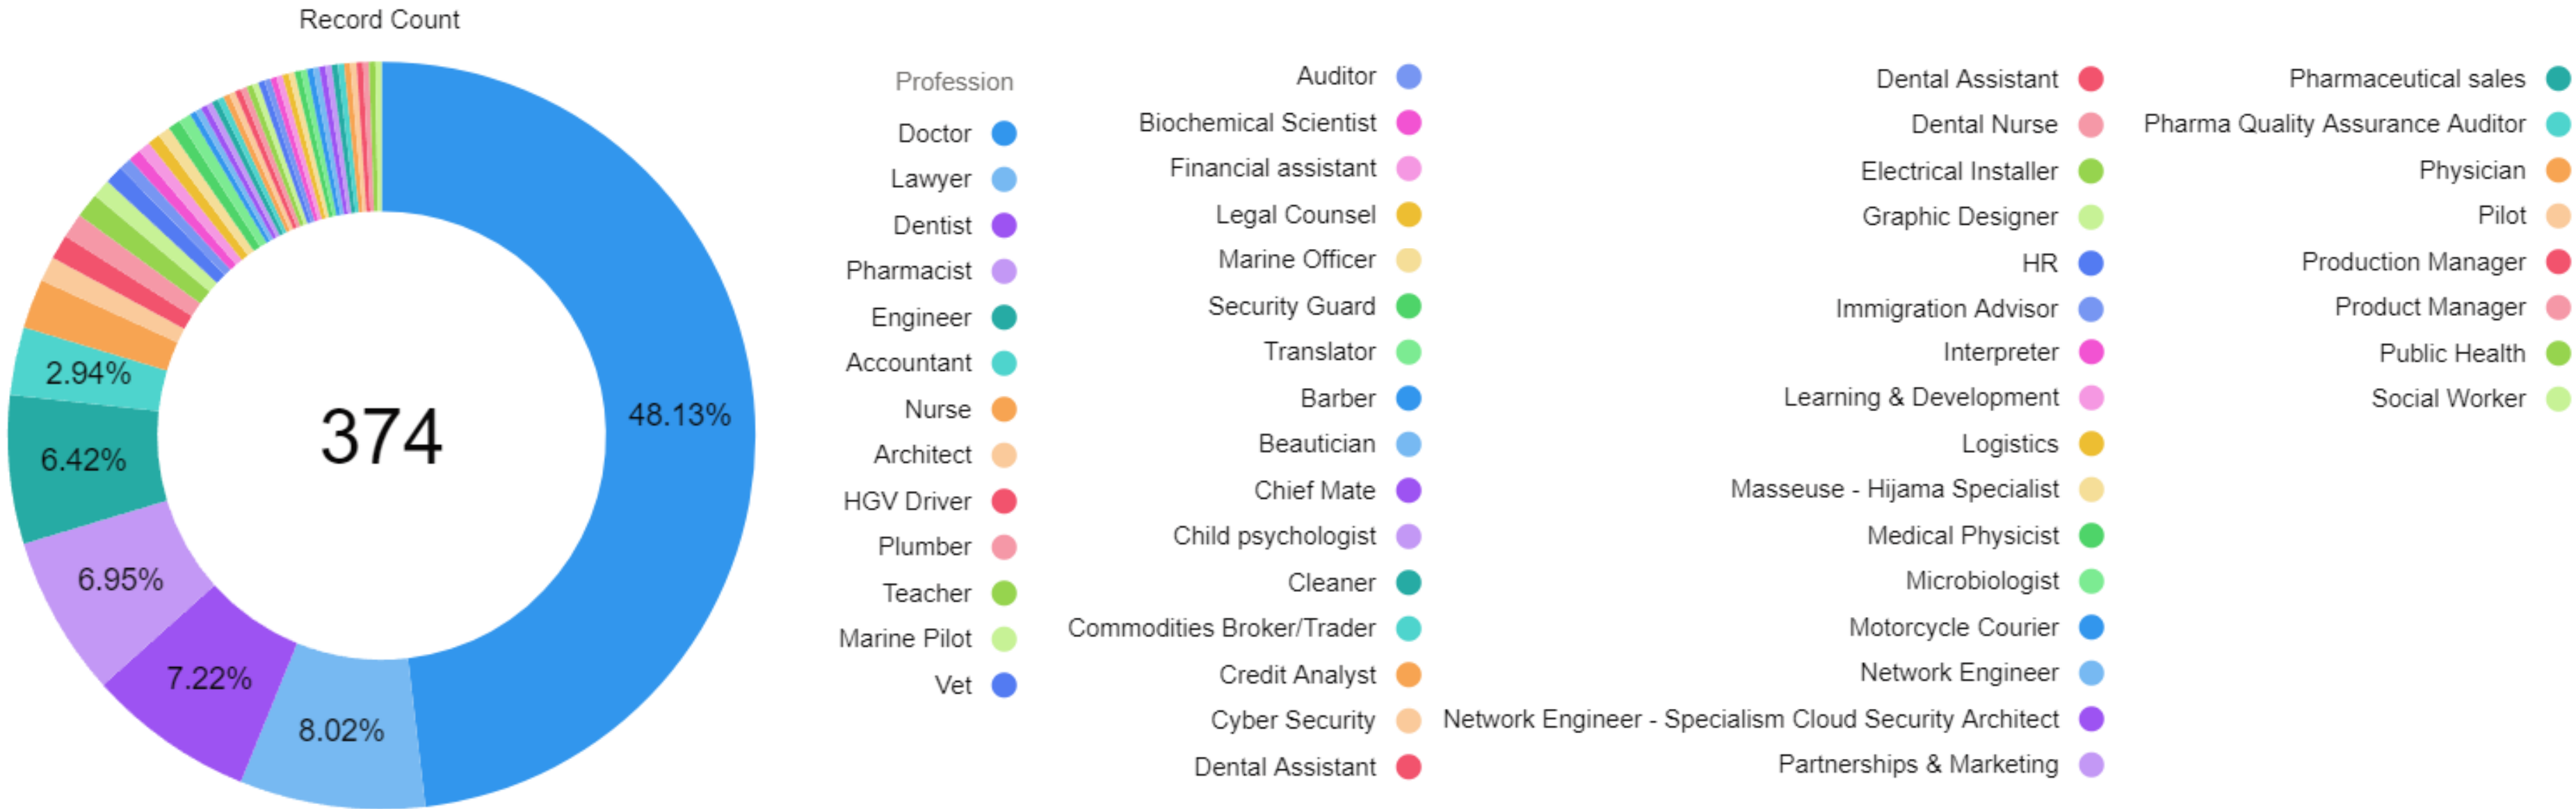 Record Count
48.13%
8.02%
7.22%
6.95%
6.42%
2.94%
374
Profession
Doctor
Lawyer
Dentist
Pharmacist
Engineer
Accountant
Nurse
Architect
HGV Driver
Plumber
Teacher
Marine Pilot
Vet
Auditor
Biochemical Scientist
Financial assistant
Legal Counsel
Marine Officer
Security Guard
Translator
Barber
Beautician
Chief Mate
Child psychologist
Cleaner
Commodities Broker/Trader
Credit Analyst
Cyber Security
Dental Assistant
Dental Assistant
Dental Nurse
Electrical Installer
Graphic Designer
HR
Immigration Advisor
Interpreter
Learning & Development
Logistics
Masseuse - Hijama Specialist
Medical Physicist
Microbiologist
Motorcycle Courier
Network Engineer
Network Engineer - Specialism Cloud Security Architect
Partnerships & Marketing
Pharmaceutical sales
Pharma Quality Assurance Auditor
Physician
Pilot
Production Manager
Product Manager
Public Health
Social Worker